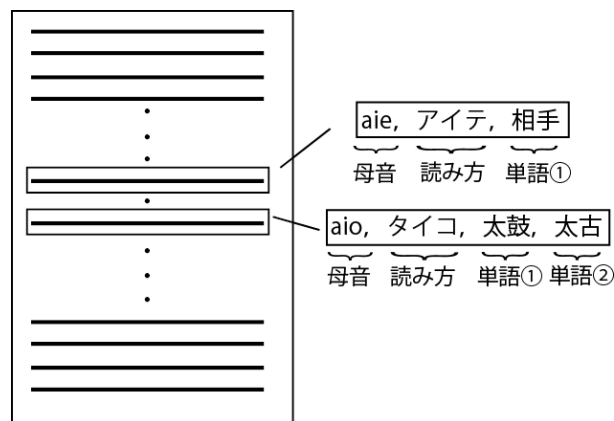 aie, アイテ, 相手
母音 読み方 単語①
aio, タイコ, 太鼓, 太古
母音 読み方 単語① 単語②